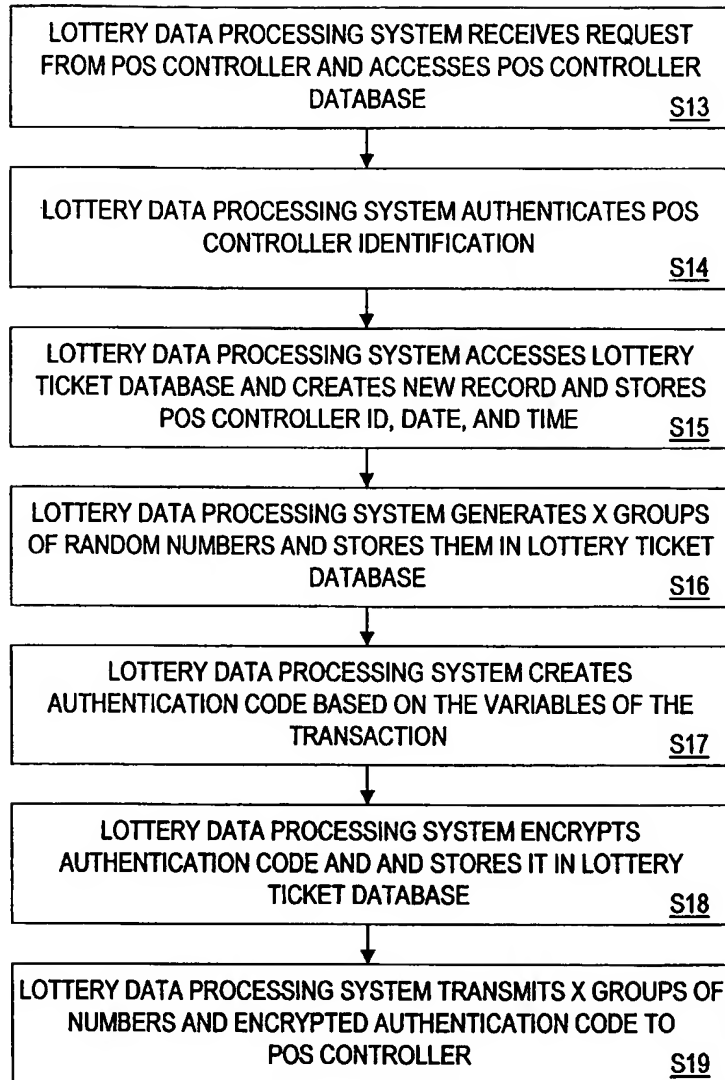 LOTTERY DATA PROCESSING SYSTEM RECEIVES REQUEST
FROM POS CONTROLLER AND ACCESSES POS CONTROLLER
DATABASE
S13
LOTTERY DATA PROCESSING SYSTEM AUTHENTICATES POS
CONTROLLER IDENTIFICATION
S14
LOTTERY DATA PROCESSING SYSTEM ACCESSES LOTTERY
TICKET DATABASE AND CREATES NEW RECORD AND STORES
POS CONTROLLER ID, DATE, AND TIME
S15
LOTTERY DATA PROCESSING SYSTEM GENERATES X GROUPS
OF RANDOM NUMBERS AND STORES THEM IN LOTTERY TICKET
DATABASE
S16
LOTTERY DATA PROCESSING SYSTEM CREATES
AUTHENTICATION CODE BASED ON THE VARIABLES OF THE
TRANSACTION
S17
LOTTERY DATA PROCESSING SYSTEM ENCRYPTS
AUTHENTICATION CODE AND AND STORES IT IN LOTTERY
TICKET DATABASE
S18
LOTTERY DATA PROCESSING SYSTEM TRANSMITS X GROUPS OF
NUMBERS AND ENCRYPTED AUTHENTICATION CODE TO
POS CONTROLLER
S19